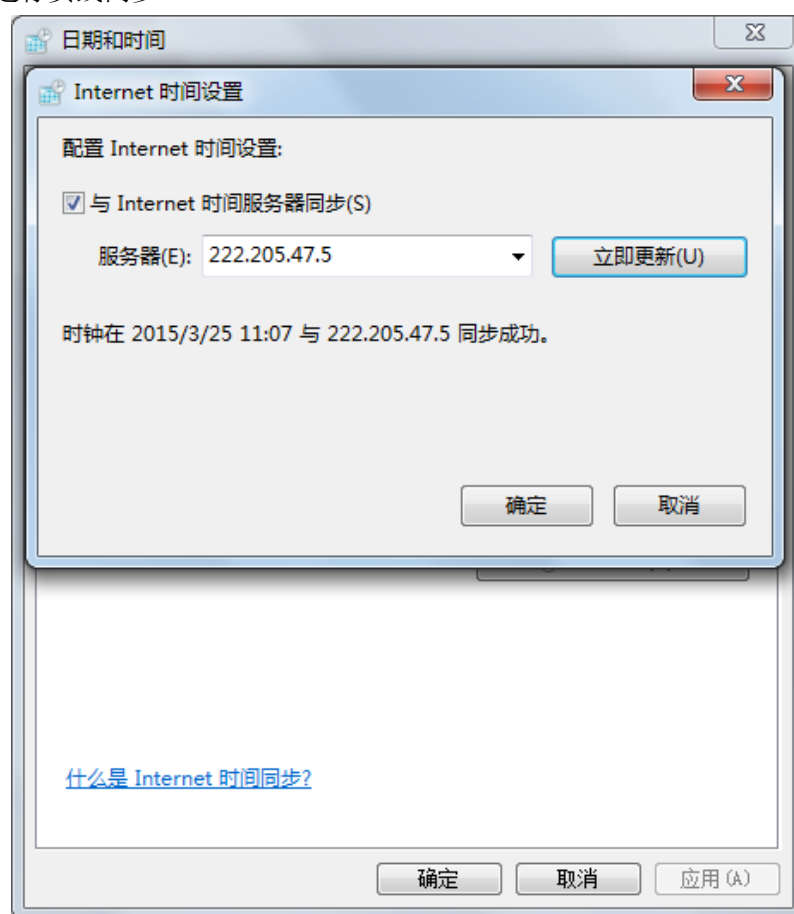 日期和时间
Internet 时间设置
配置 Internet 时间设置:
与 Internet 时间服务器同步(S)
服务器(E): 222.205.47.5 立即更新(U)
时钟在 2015/3/25 11:07 与 222.205.47.5 同步成功。
确定 取消
什么是 Internet 时间同步?
确定 取消 应用(A)